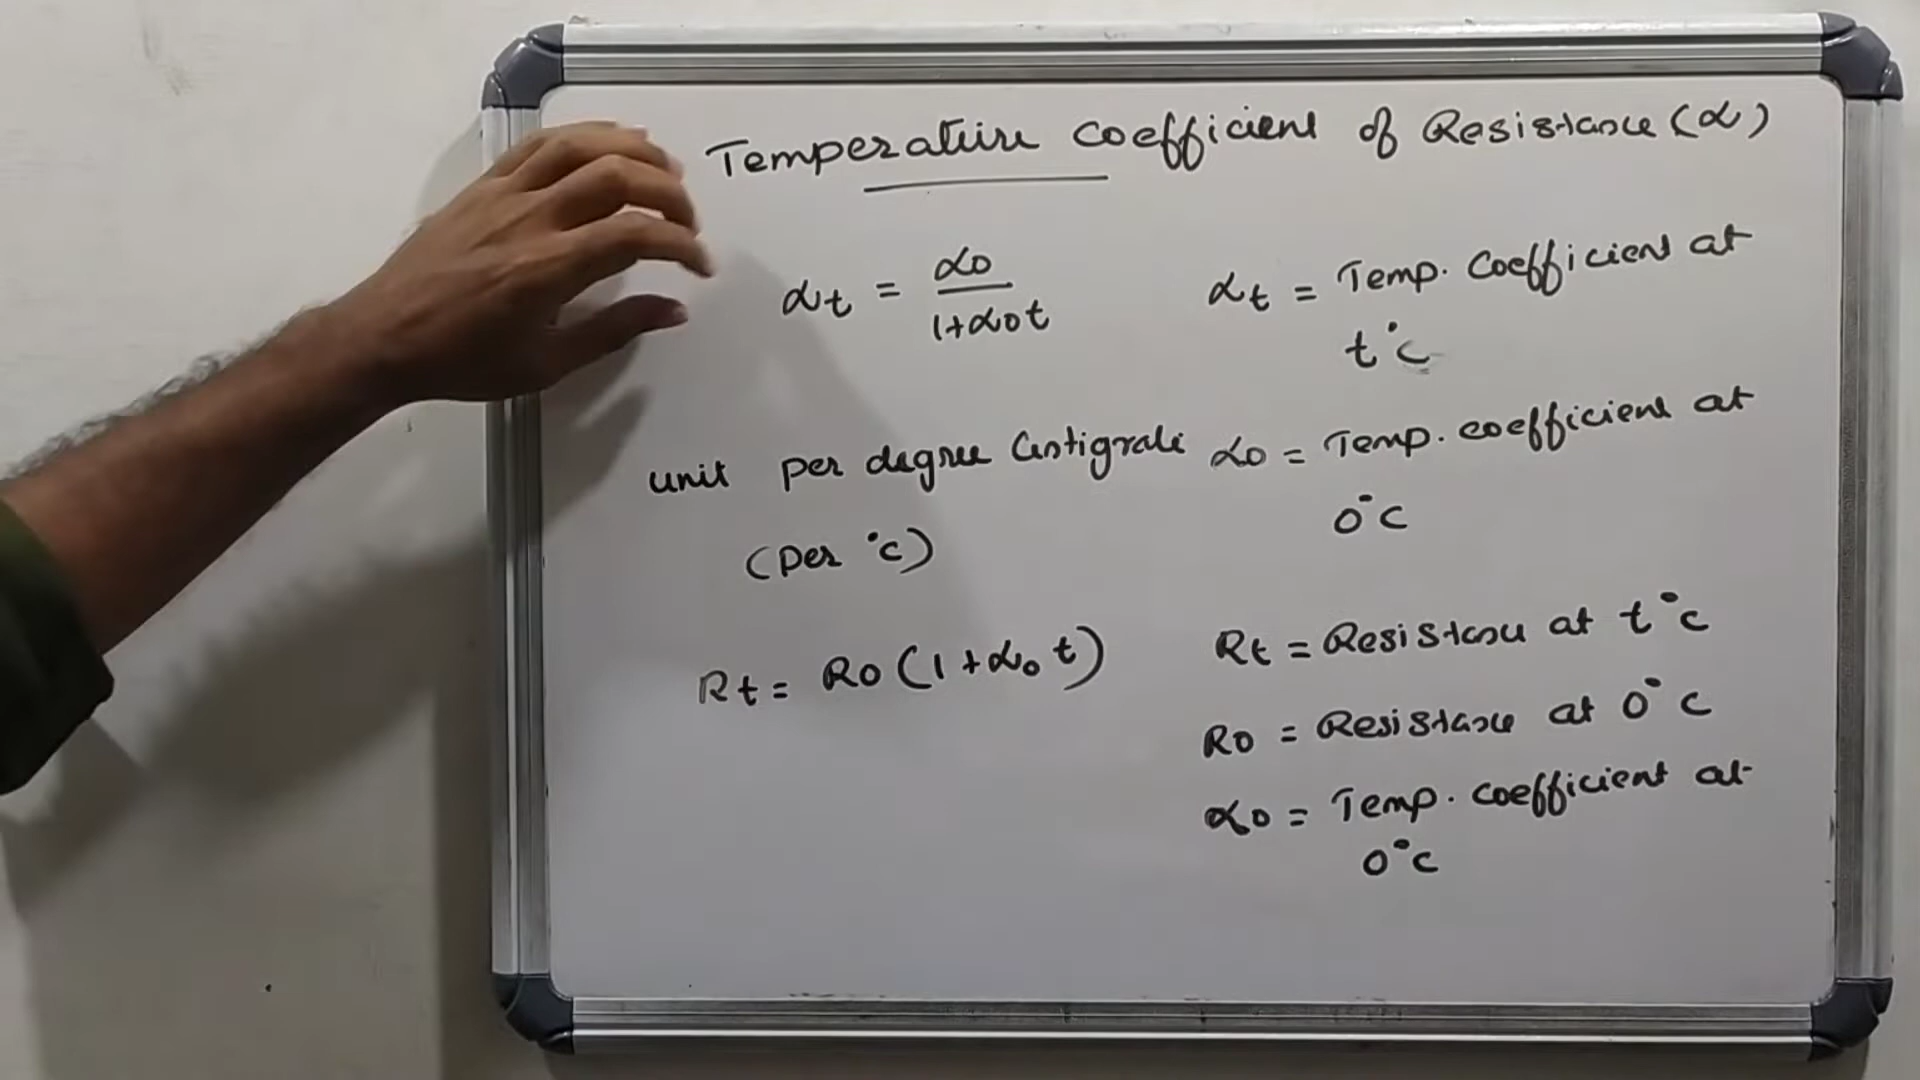 Temperature coefficient of Resistance (α)
αt = α0 / 1+α0t
αt = Temp. Coefficient at
t°c
unit per degree Centigrade
(per °c)
α0 = Temp. coefficient at
0°c
Rt = R0 (1+α0 t)
Rt = Resistance at t°c
R0 = Resistance at 0°c
α0 = Temp. coefficient at
0°c